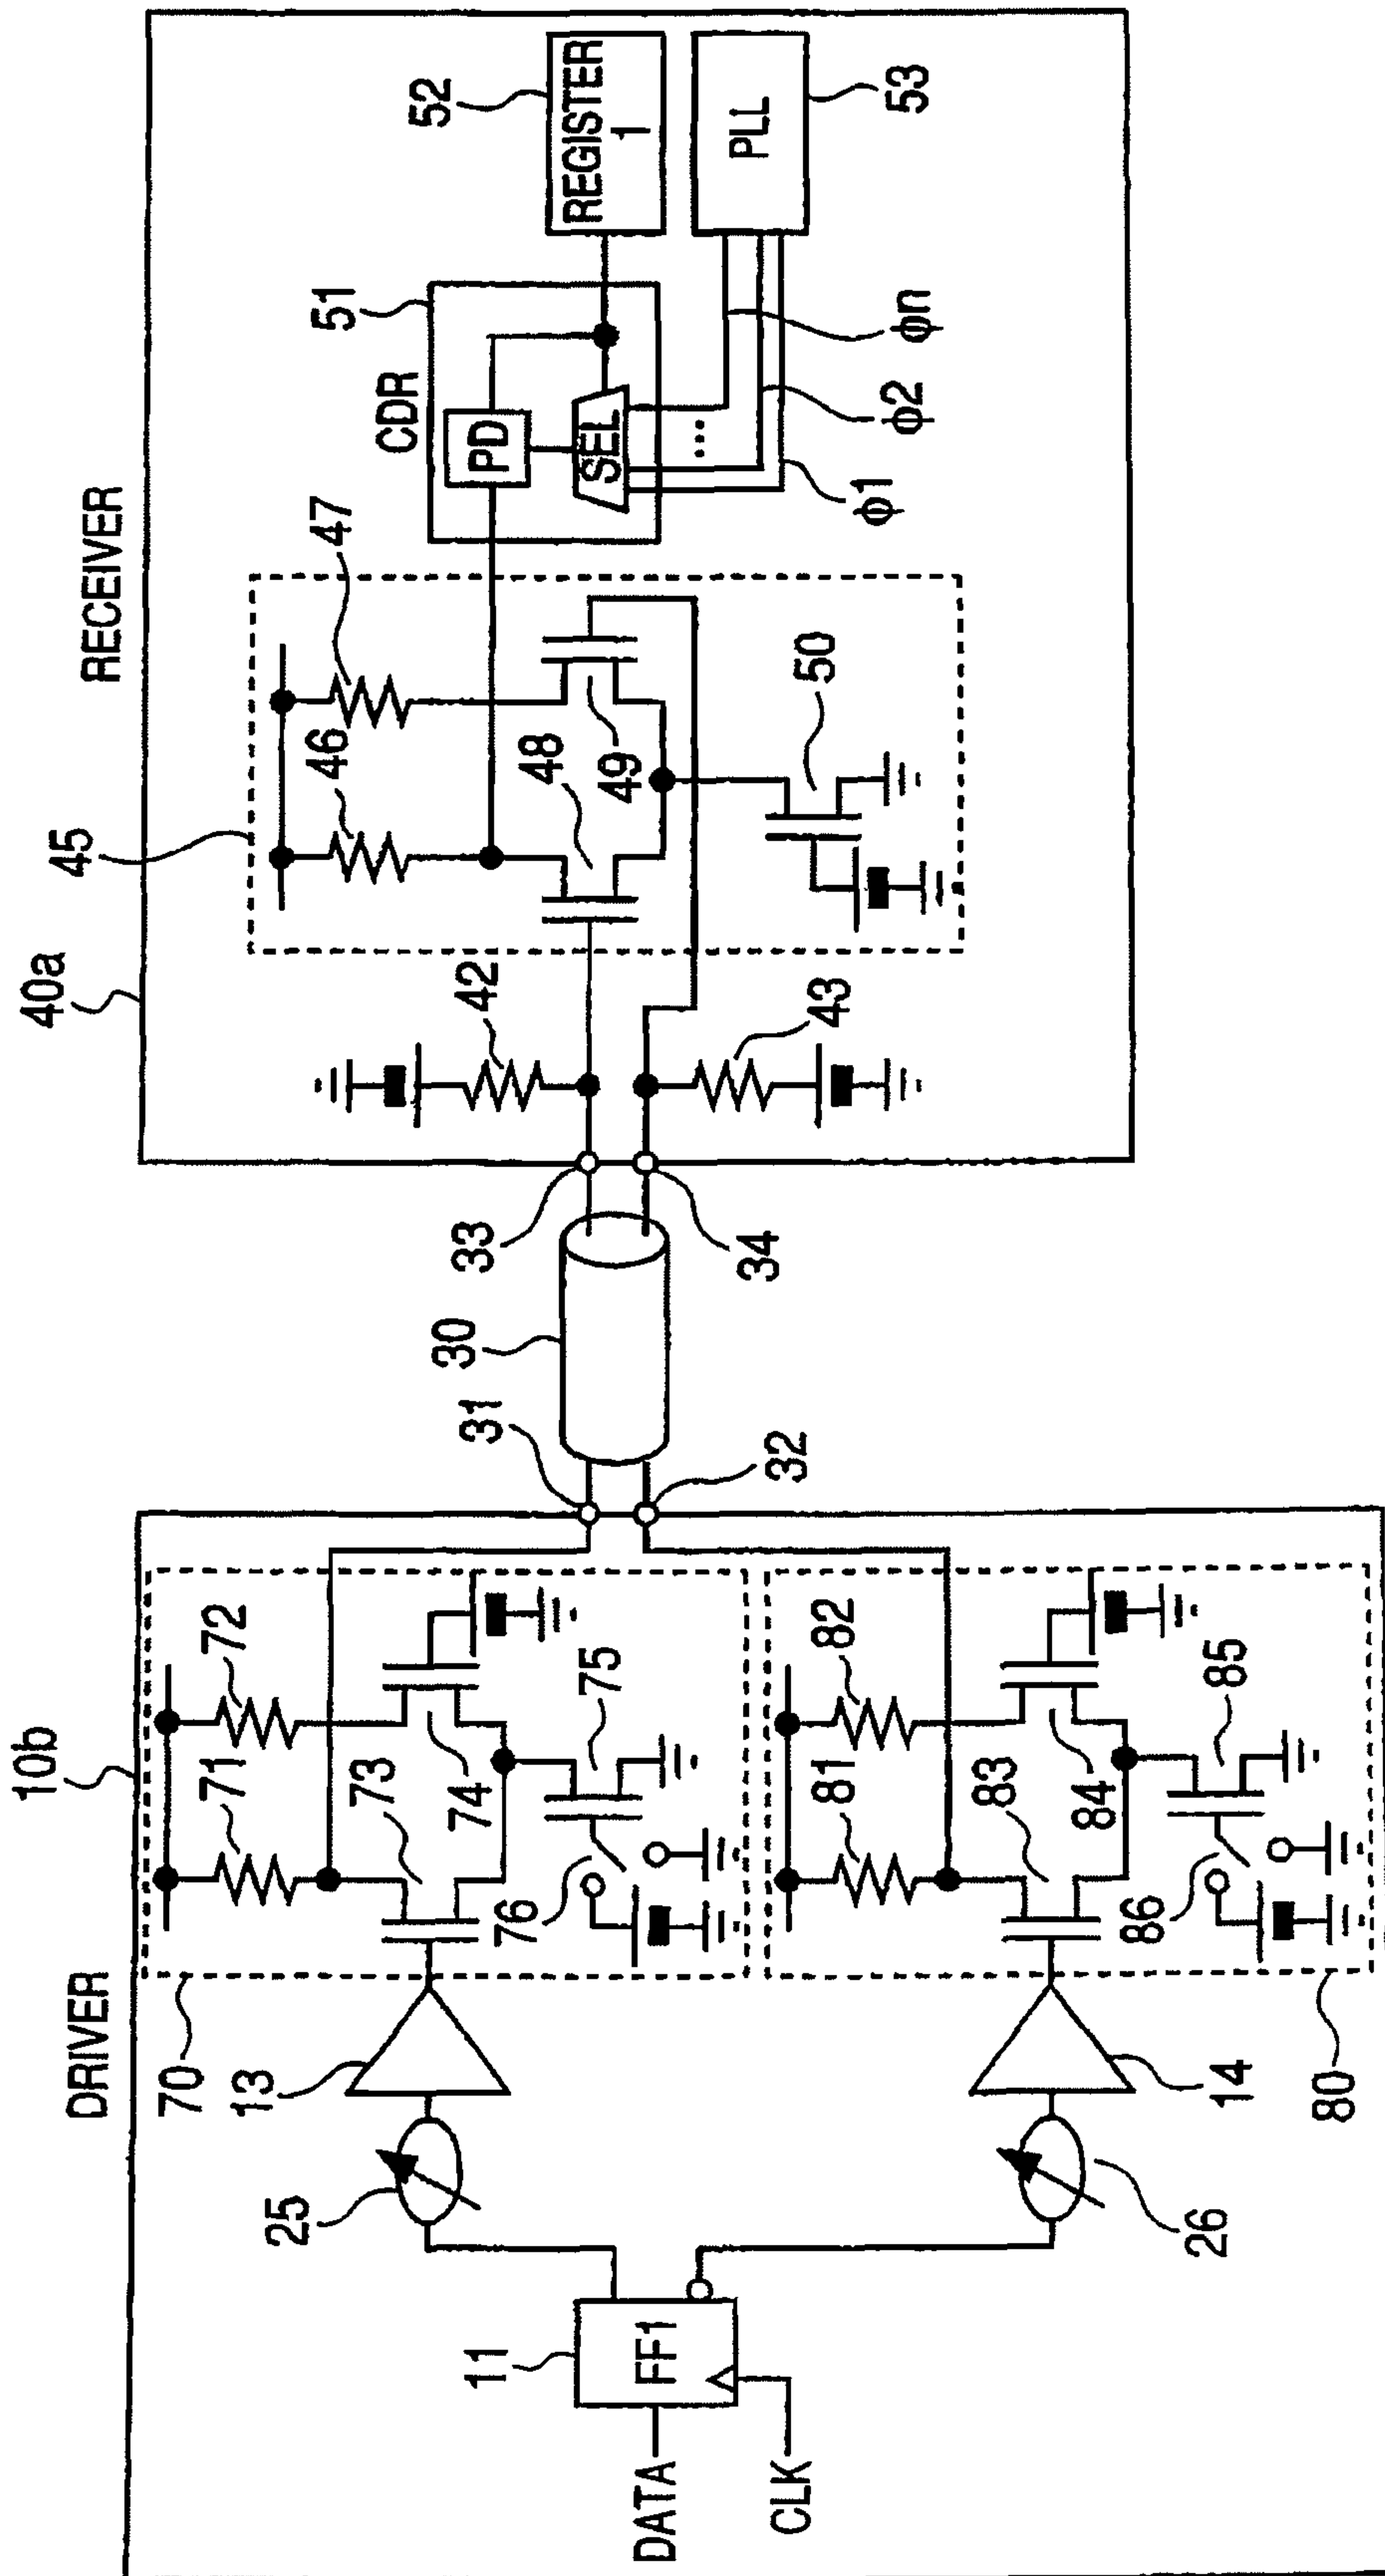 DRIVER
10b
70
13
25
11
FF1
DATA
CLK
71
72
73
74
75
76
14
26
80
81
82
83
84
85
86
31
32
30
33
34
RECEIVER
40a
45
42
43
46
47
48
49
50
CDR
51
PD
SEL
...
52
REGISTER
1
PLL
53
ϕ1
ϕ2
ϕn